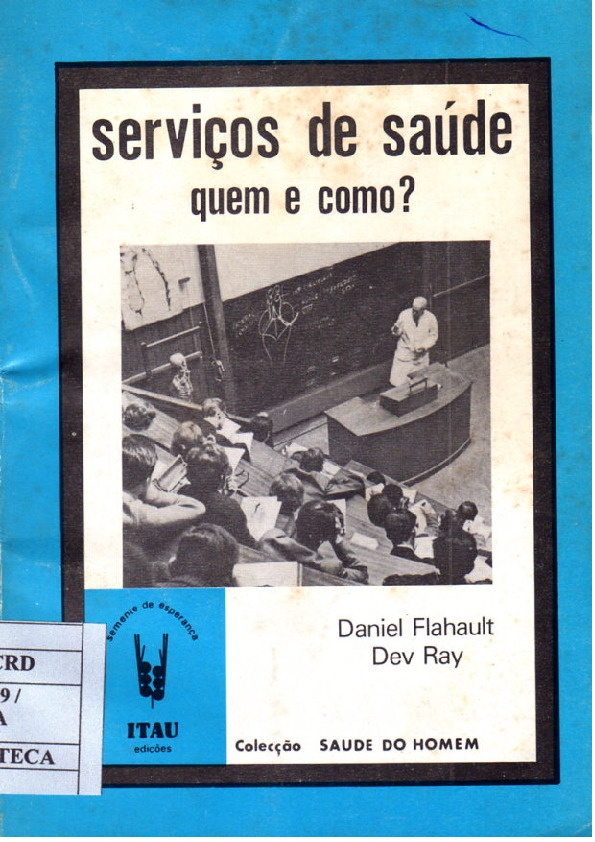 serviços de saúde
quem e como?
semente de esperança
ITAU
edições
Daniel Flahault
Dev Ray
Colecção SAUDE DO HOMEM
CRD
9/
A
TECA